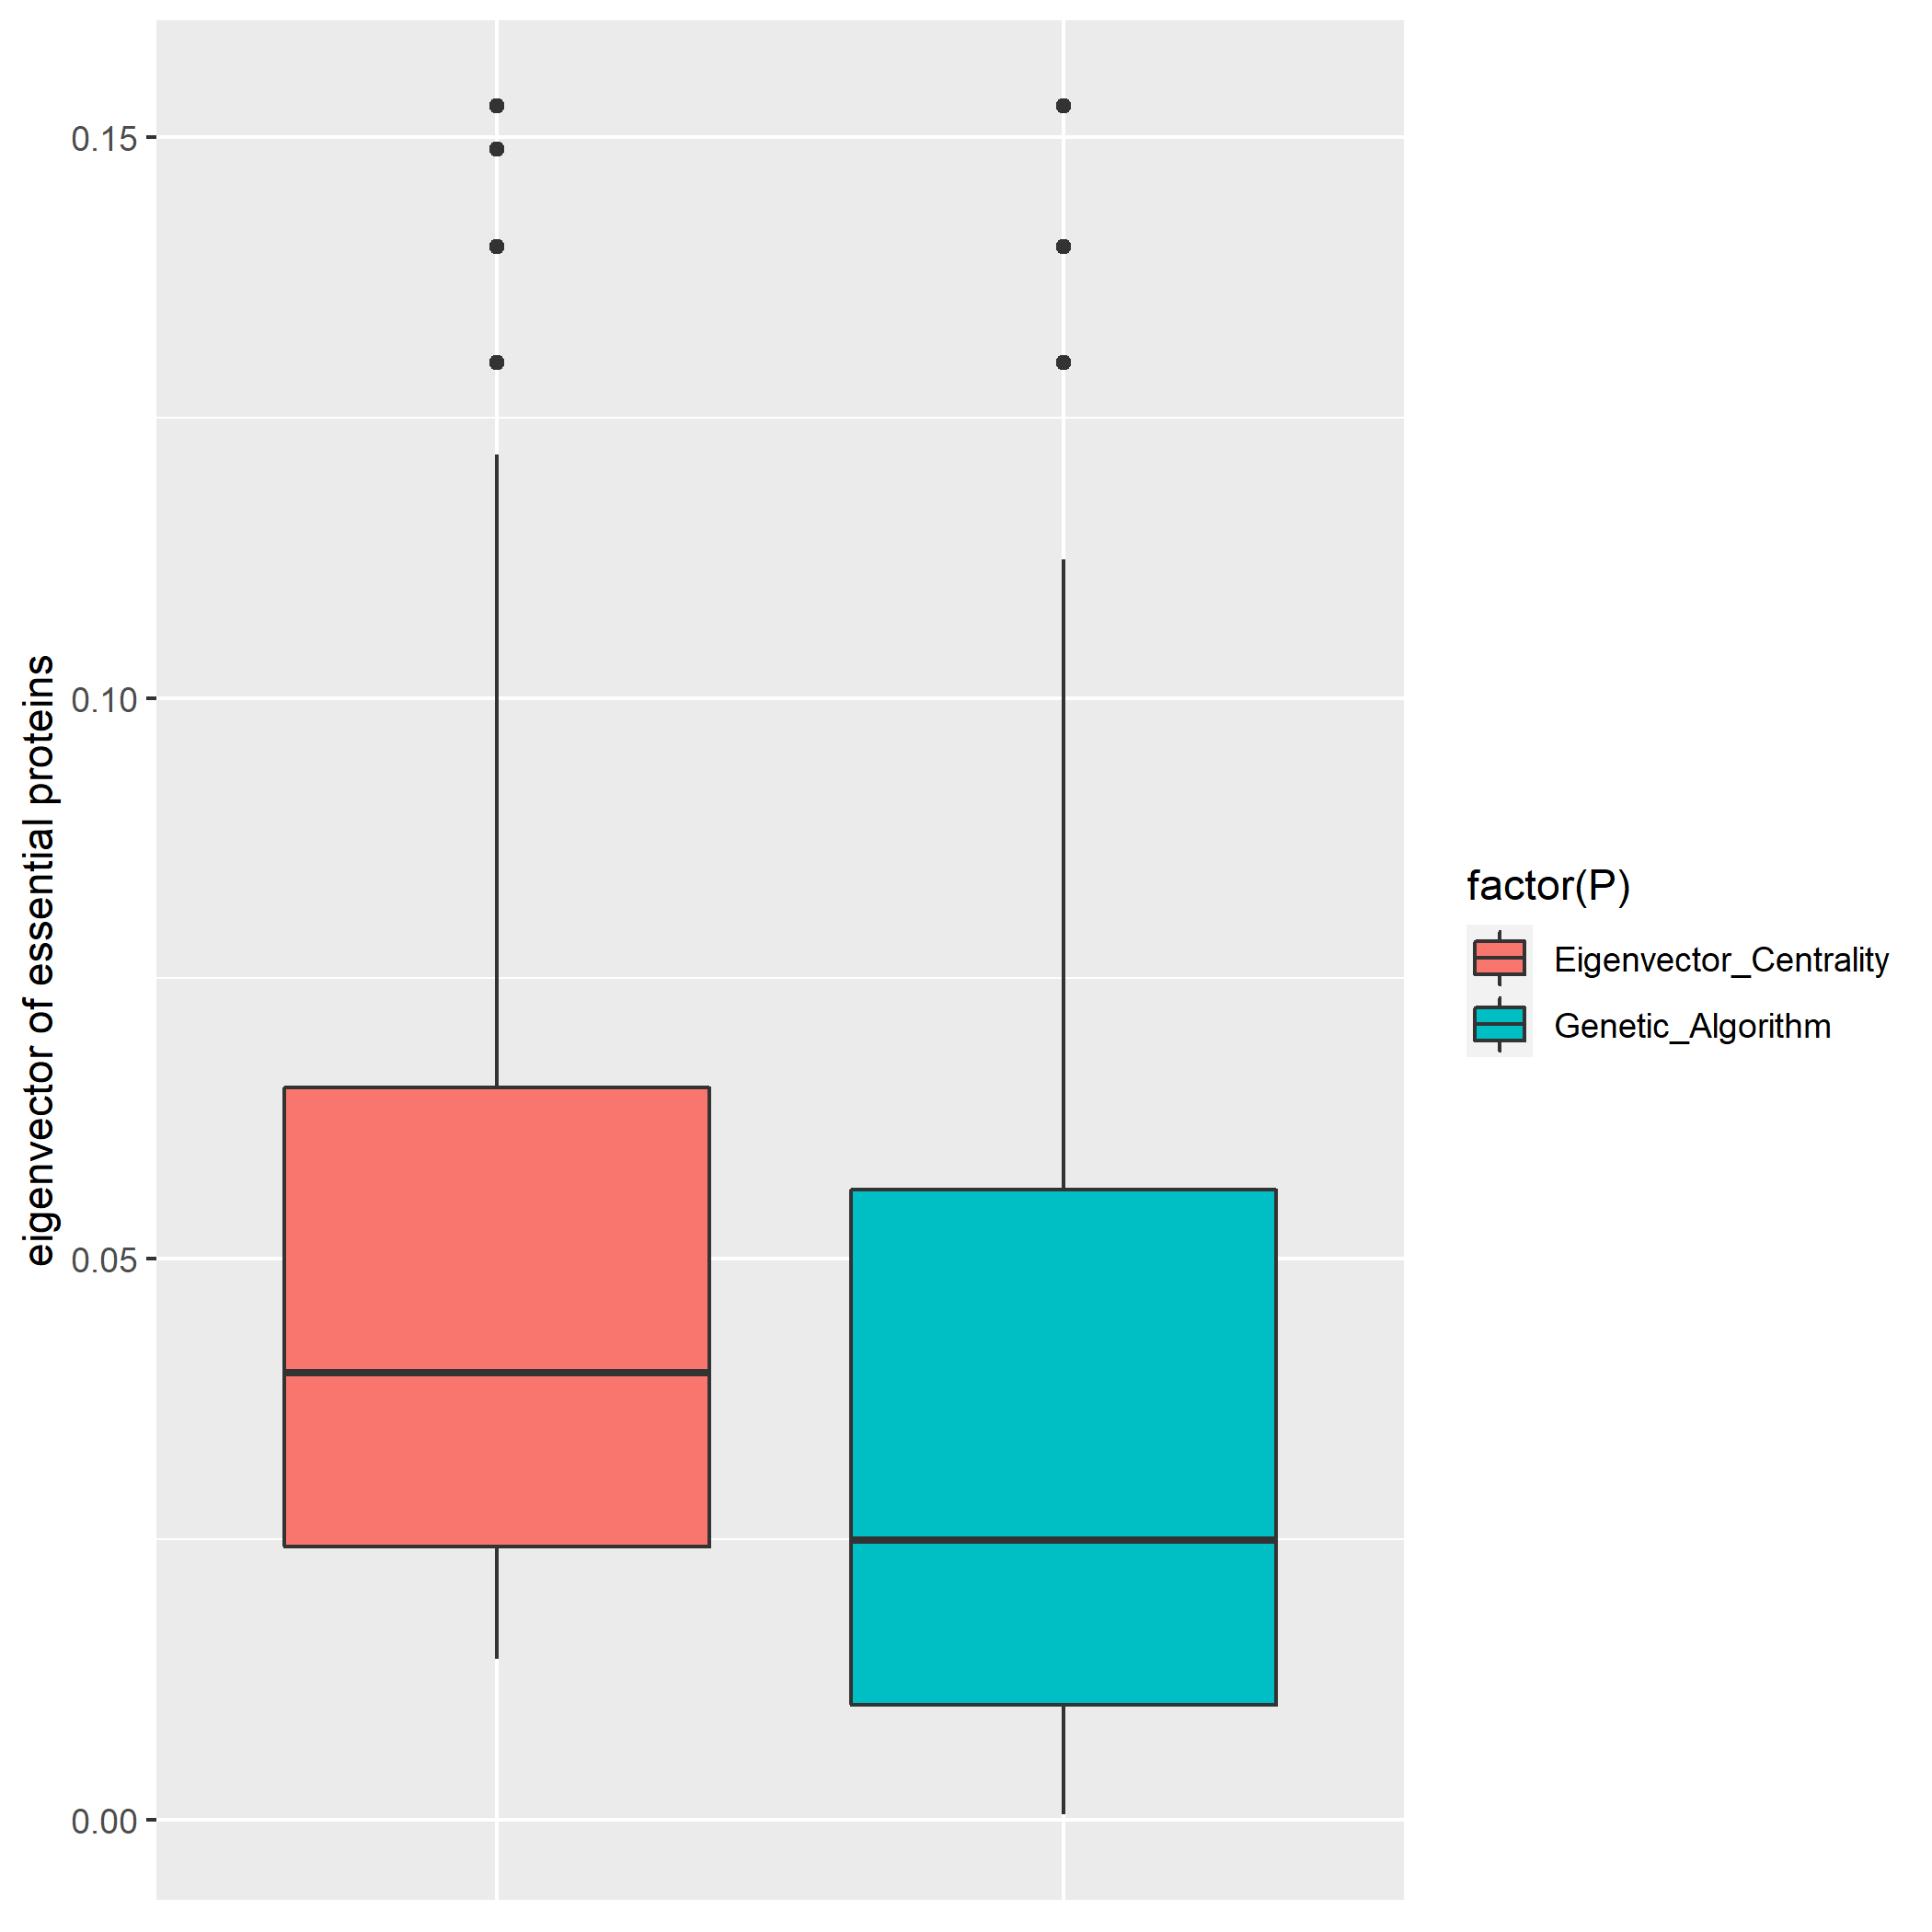 eigenvector of essential proteins
0.15
0.10
0.05
0.00
factor(P)
Eigenvector_Centrality
Genetic_Algorithm